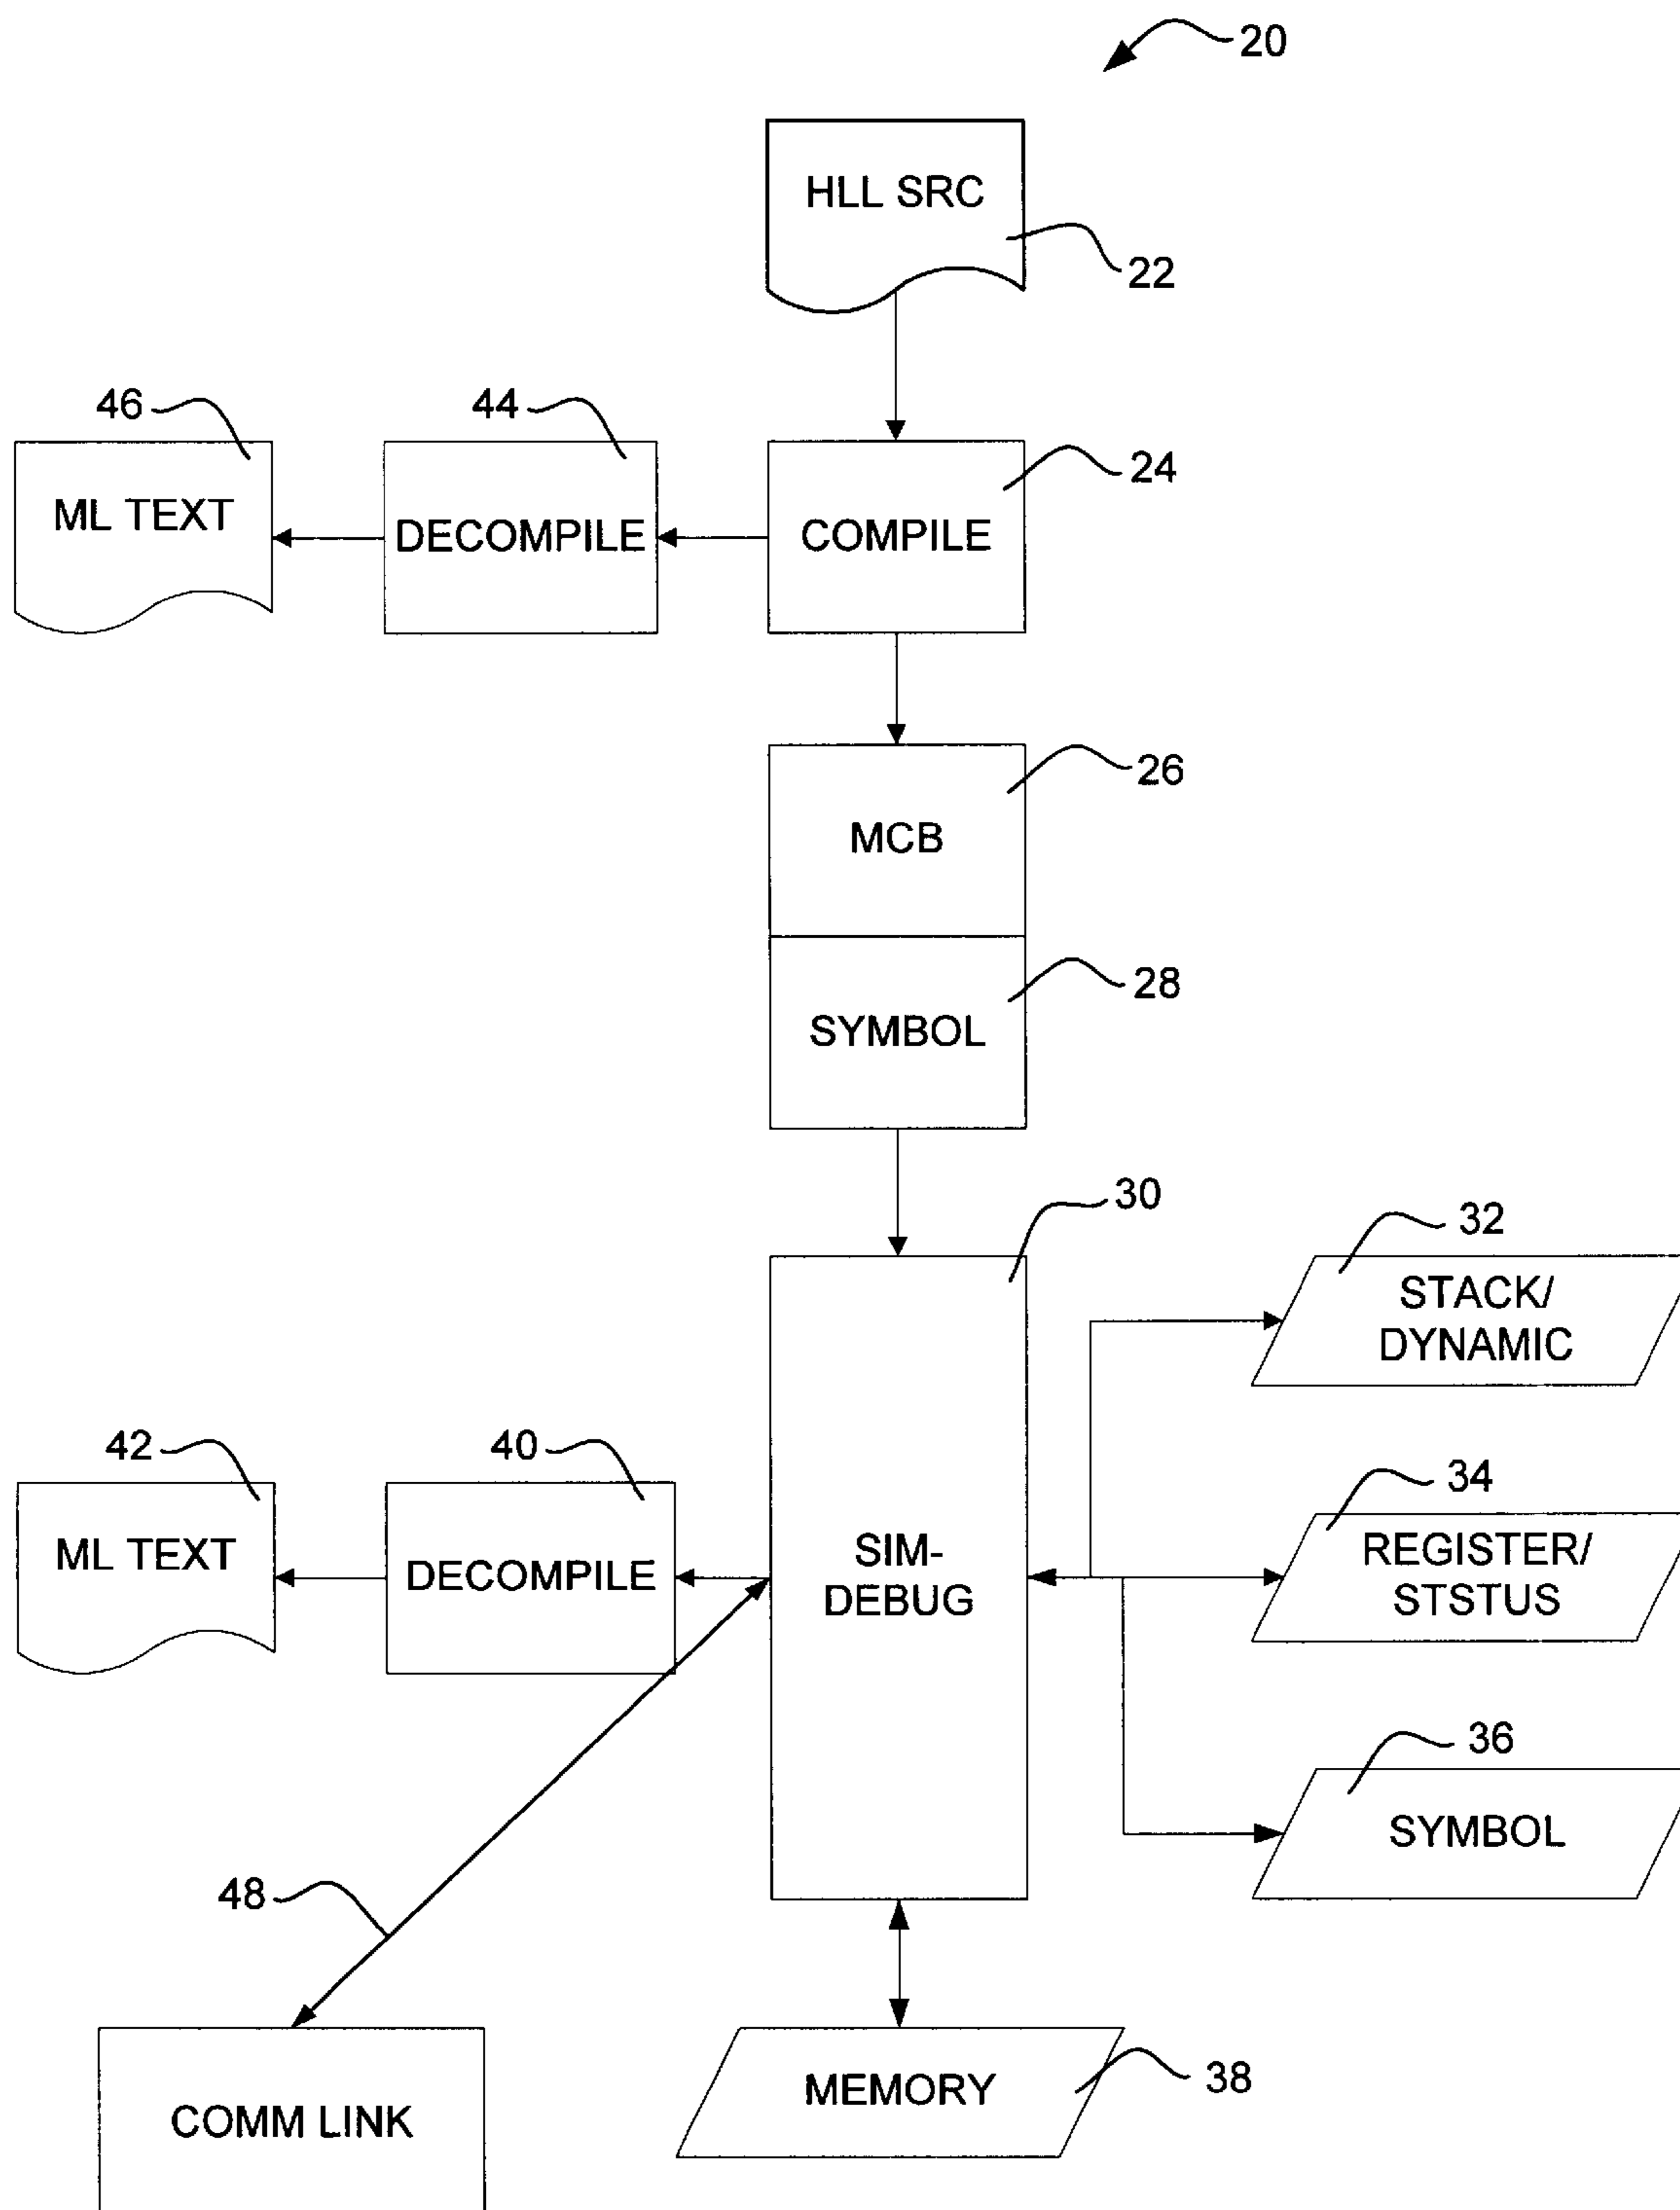 20
HLL SRC
22
46
44
24
ML TEXT
DECOMPILE
COMPILE
26
MCB
28
SYMBOL
30
32
STACK/
DYNAMIC
42
40
34
ML TEXT
DECOMPILE
SIM-
DEBUG
REGISTER/
STSTUS
36
SYMBOL
48
38
MEMORY
COMM LINK